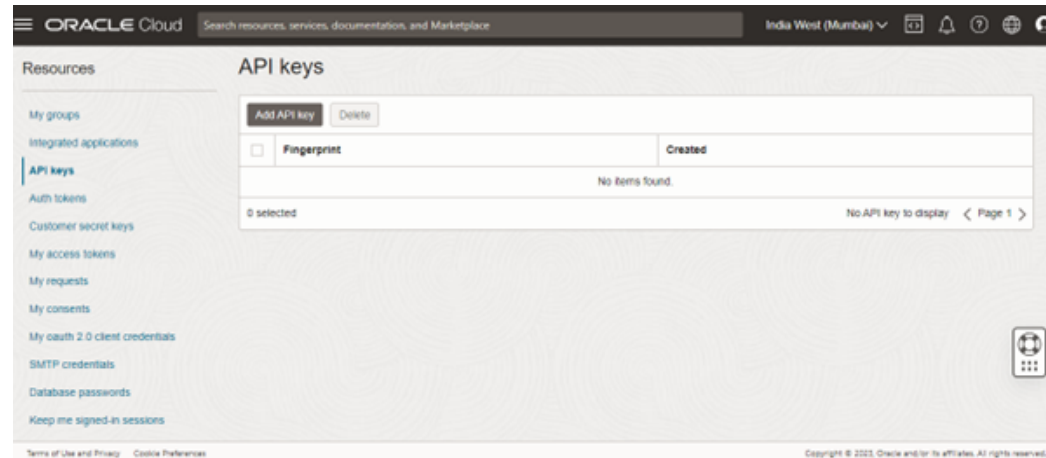 ORACLE Cloud
Search resources, services, documentation, and Marketplace
India West (Mumbai)
Resources
My groups
Integrated applications
API keys
Auth tokens
Customer secret keys
My access tokens
My requests
My consents
My oauth 2.0 client credentials
SMTP credentials
Database passwords
Keep me signed-in sessions
API keys
Add API key Delete
Fingerprint Created
No items found.
0 selected No API key to display Page 1
Terms of Use and Privacy Cookie Preferences Copyright © 2023, Oracle and/or its affiliates. All rights reserved.